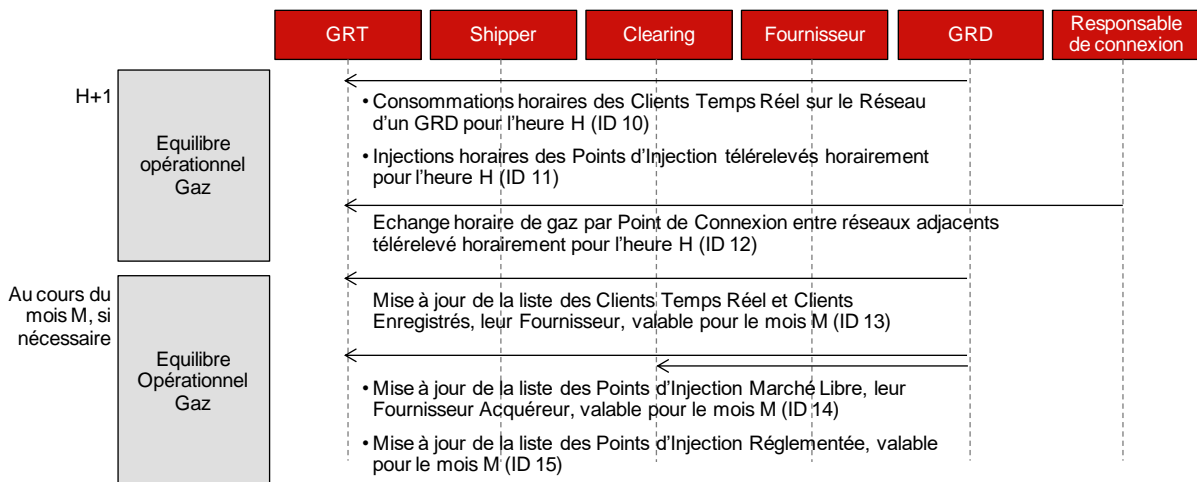 GRT
Shipper
Clearing
Fournisseur
GRD
Responsable
de connexion
H+1
Equilibre
opérationnel
Gaz
• Consommations horaires des Clients Temps Réel sur le Réseau
d'un GRD pour l'heure H (ID 10)
• Injections horaires des Points d'Injection télérelevés horairement
pour l'heure H (ID 11)
Echange horaire de gaz par Point de Connexion entre réseaux adjacents
télérelevé horairement pour l'heure H (ID 12)
Au cours du
mois M, si
nécessaire
Equilibre
Opérationnel
Gaz
Mise à jour de la liste des Clients Temps Réel et Clients
Enregistrés, leur Fournisseur, valable pour le mois M (ID 13)
• Mise à jour de la liste des Points d'Injection Marché Libre, leur
Fournisseur Acquéreur, valable pour le mois M (ID 14)
• Mise à jour de la liste des Points d'Injection Réglementée, valable
pour le mois M (ID 15)